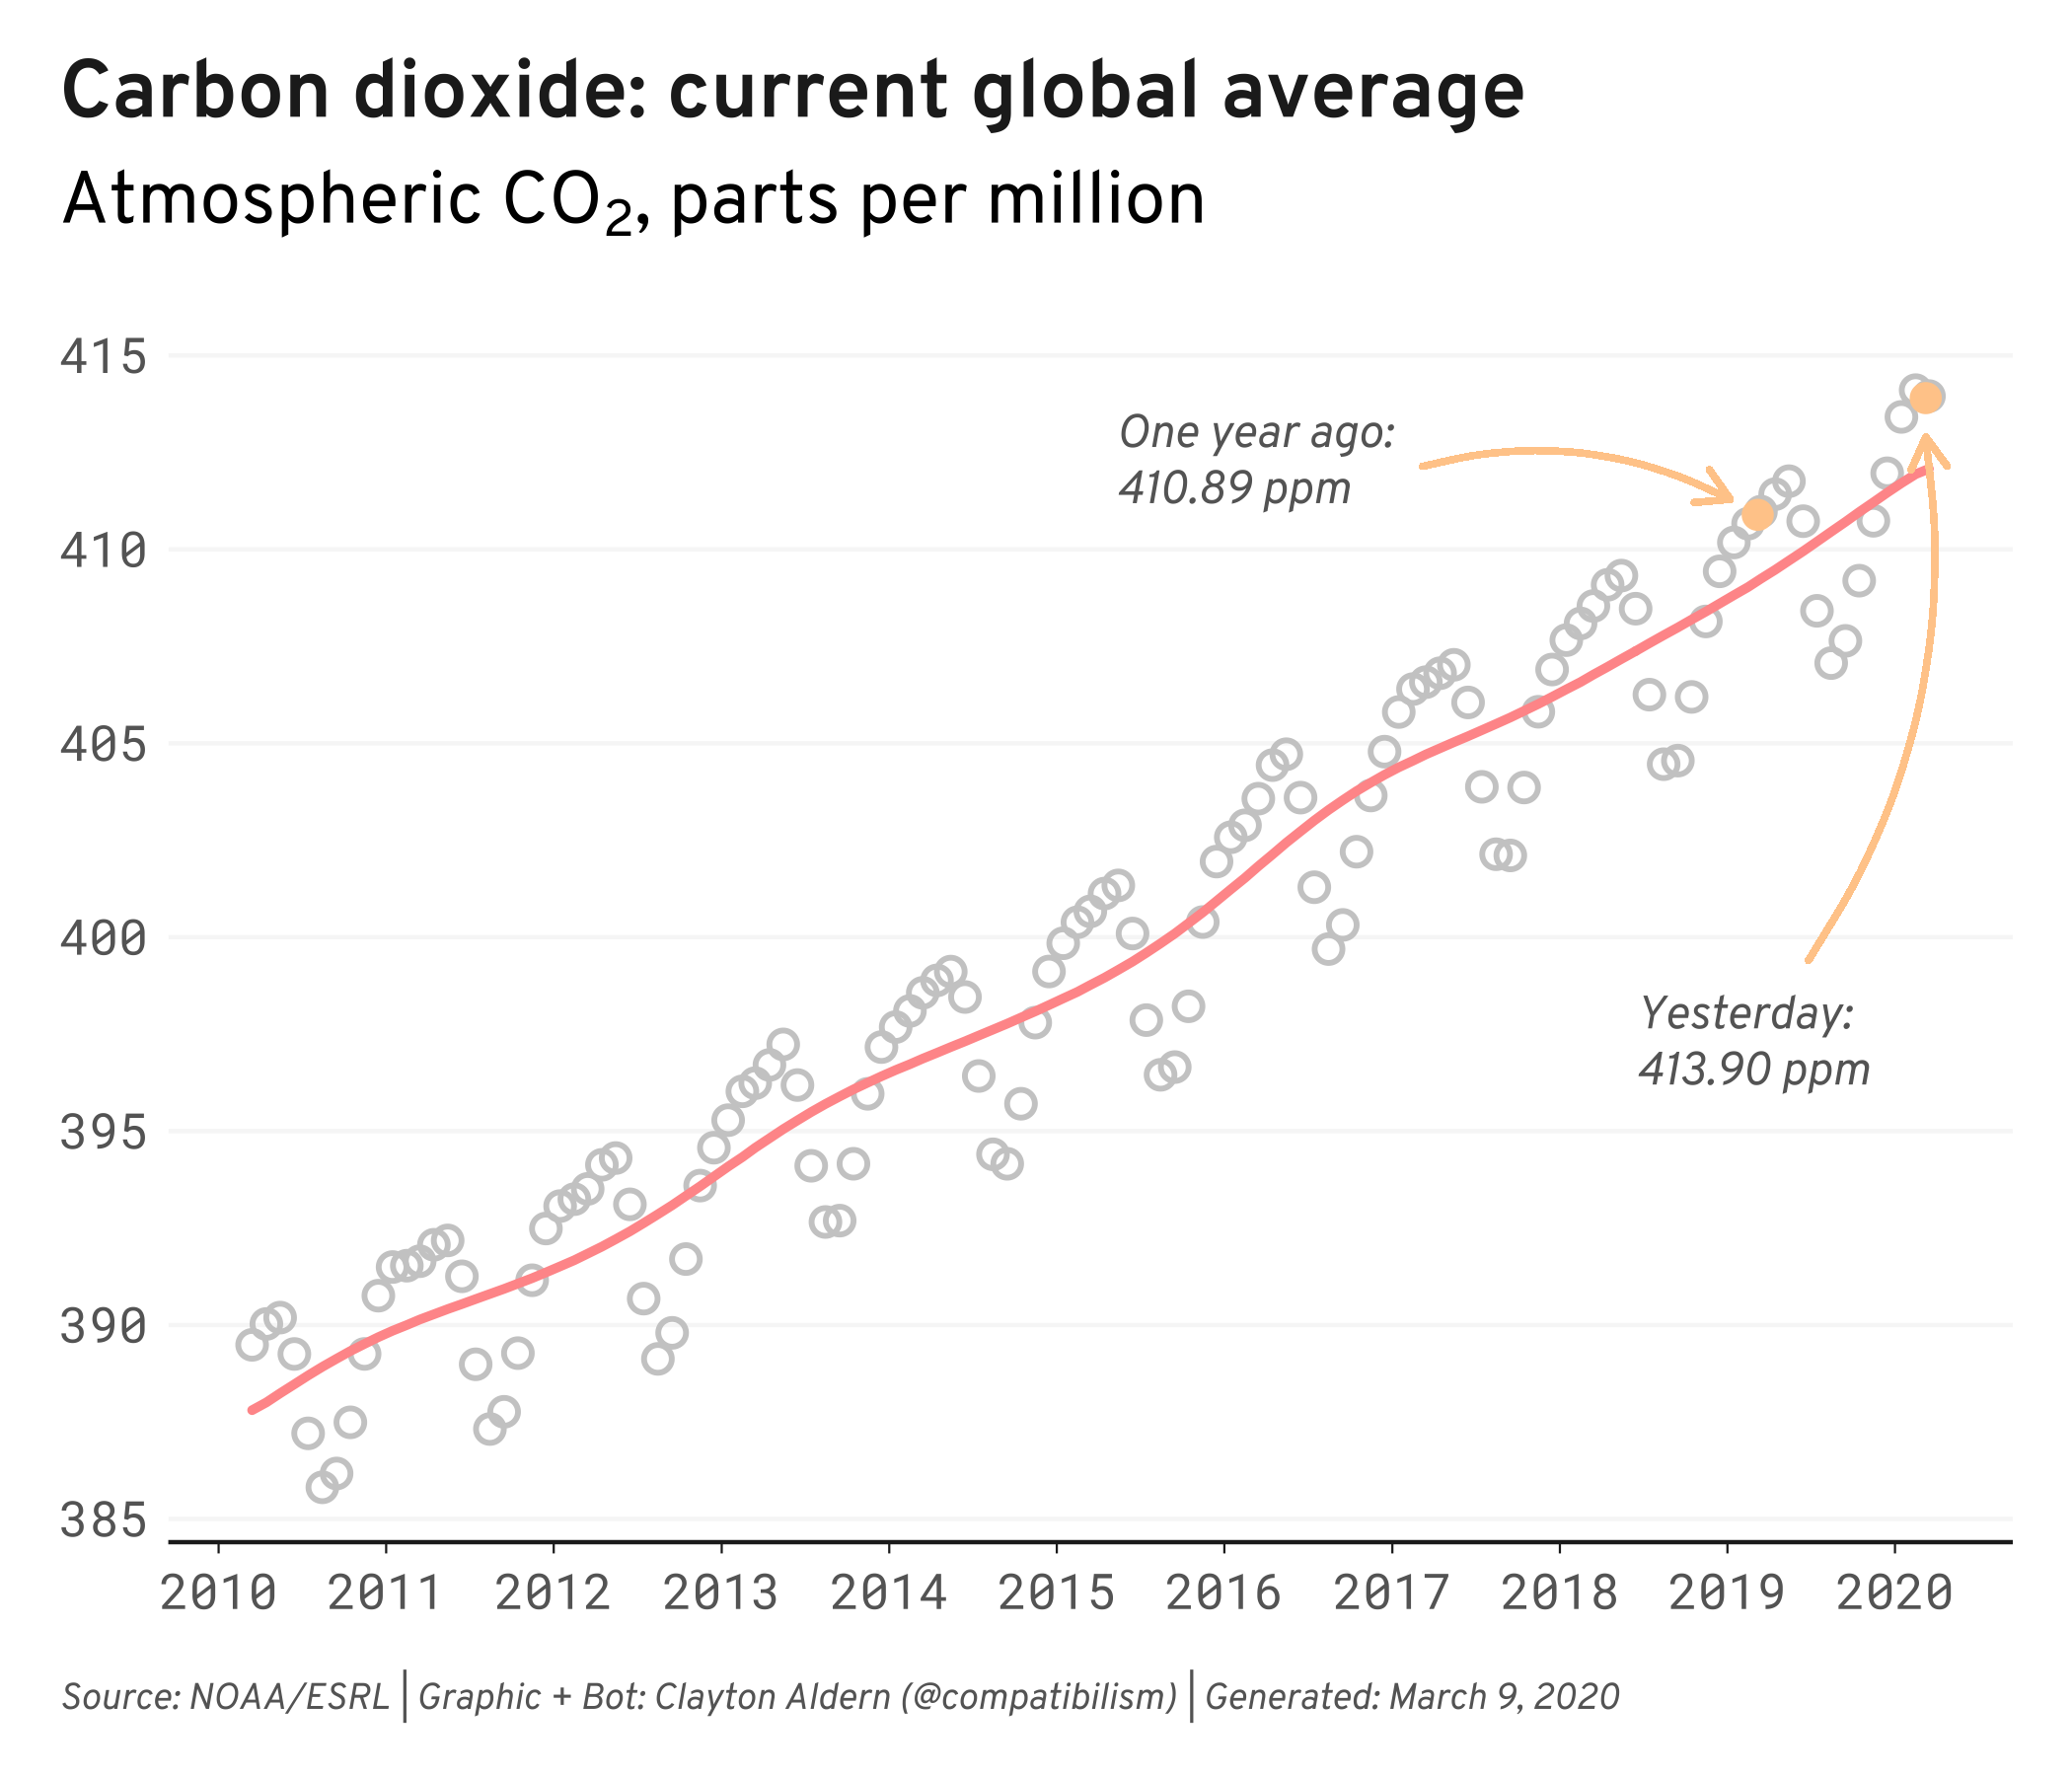 Carbon dioxide: current global average
Atmospheric CO₂, parts per million
415
One year ago:
410.89 ppm
410
405
400
Yesterday:
413.90 ppm
395
390
385
2010 2011 2012 2013 2014 2015 2016 2017 2018 2019 2020
Source: NOAA/ESRL | Graphic + Bot: Clayton Aldern (@compatibilism) | Generated: March 9, 2020